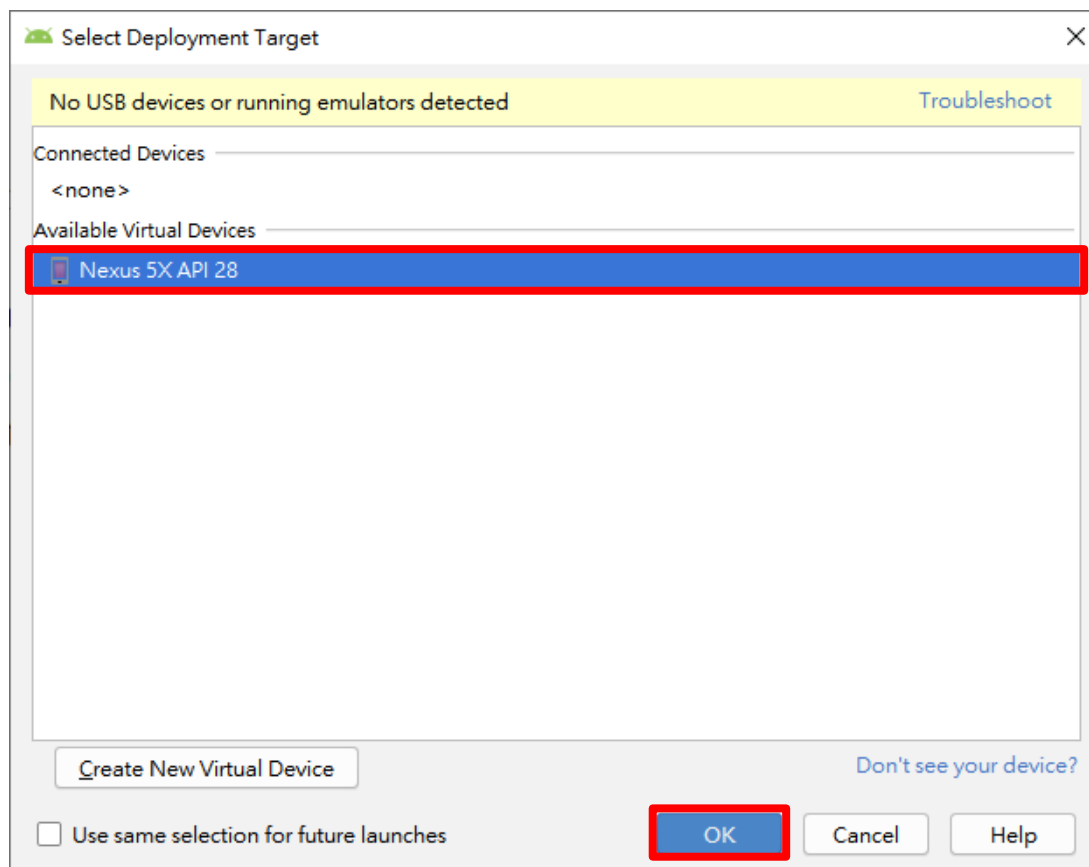 Select Deployment Target
No USB devices or running emulators detected Troubleshoot
Connected Devices
<none>
Available Virtual Devices
Nexus 5X API 28
Create New Virtual Device Don't see your device?
Use same selection for future launches OK Cancel Help